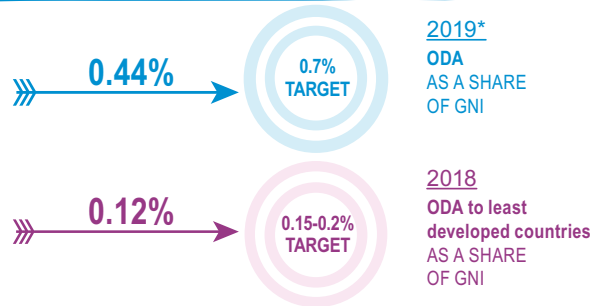 0.44%
0.7%
TARGET
2019*
ODA
AS A SHARE
OF GNI
0.12%
0.15-0.2%
TARGET
2018
ODA to least
developed countries
AS A SHARE
OF GNI